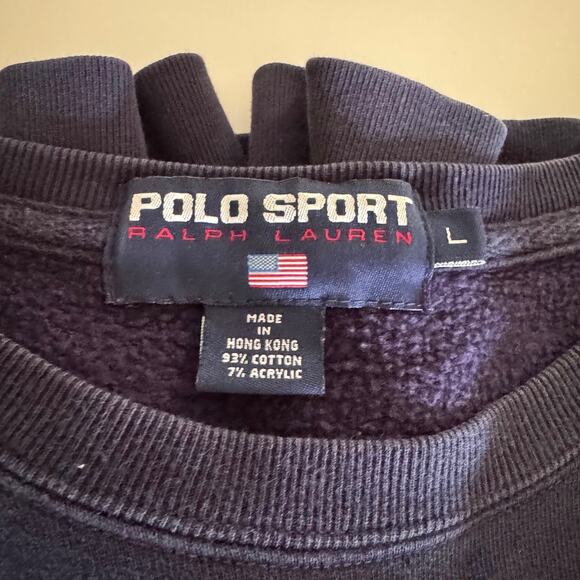 POLO SPORT
RALPH LAUREN
L
MADE
IN
HONG KONG
93% COTTON
7% ACRYLIC